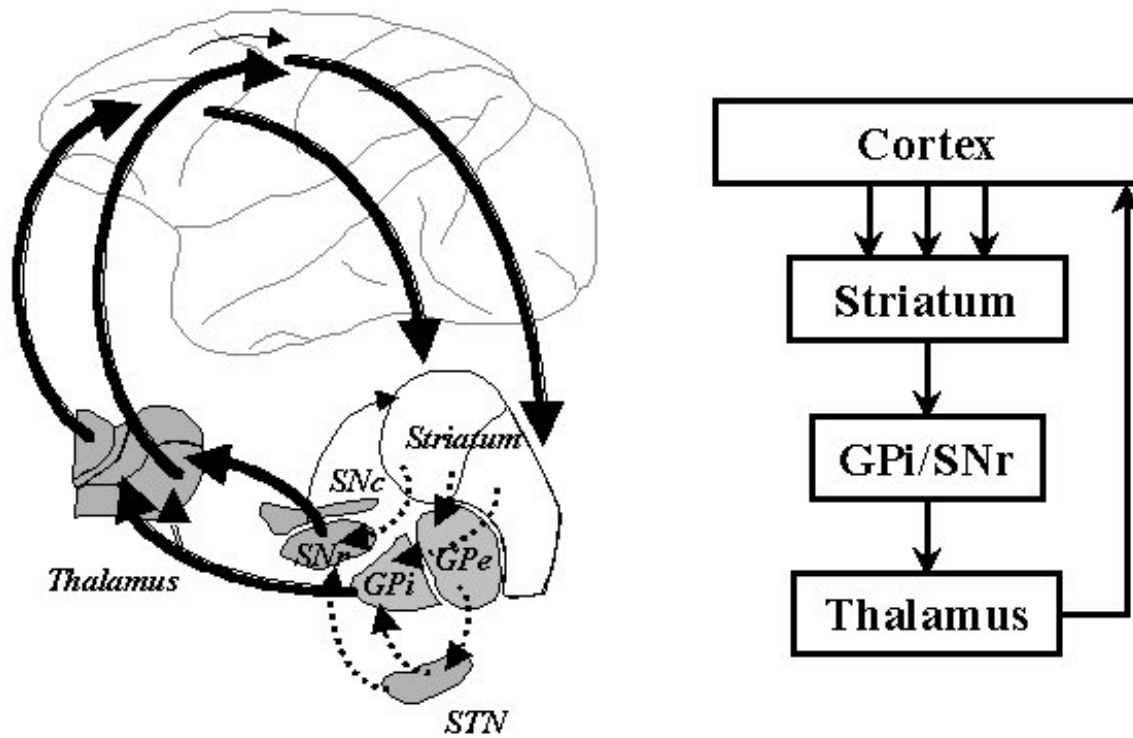 Striatum
SNc
SNr
GPi
GPe
Thalamus
STN
Cortex
Striatum
GPi/SNr
Thalamus